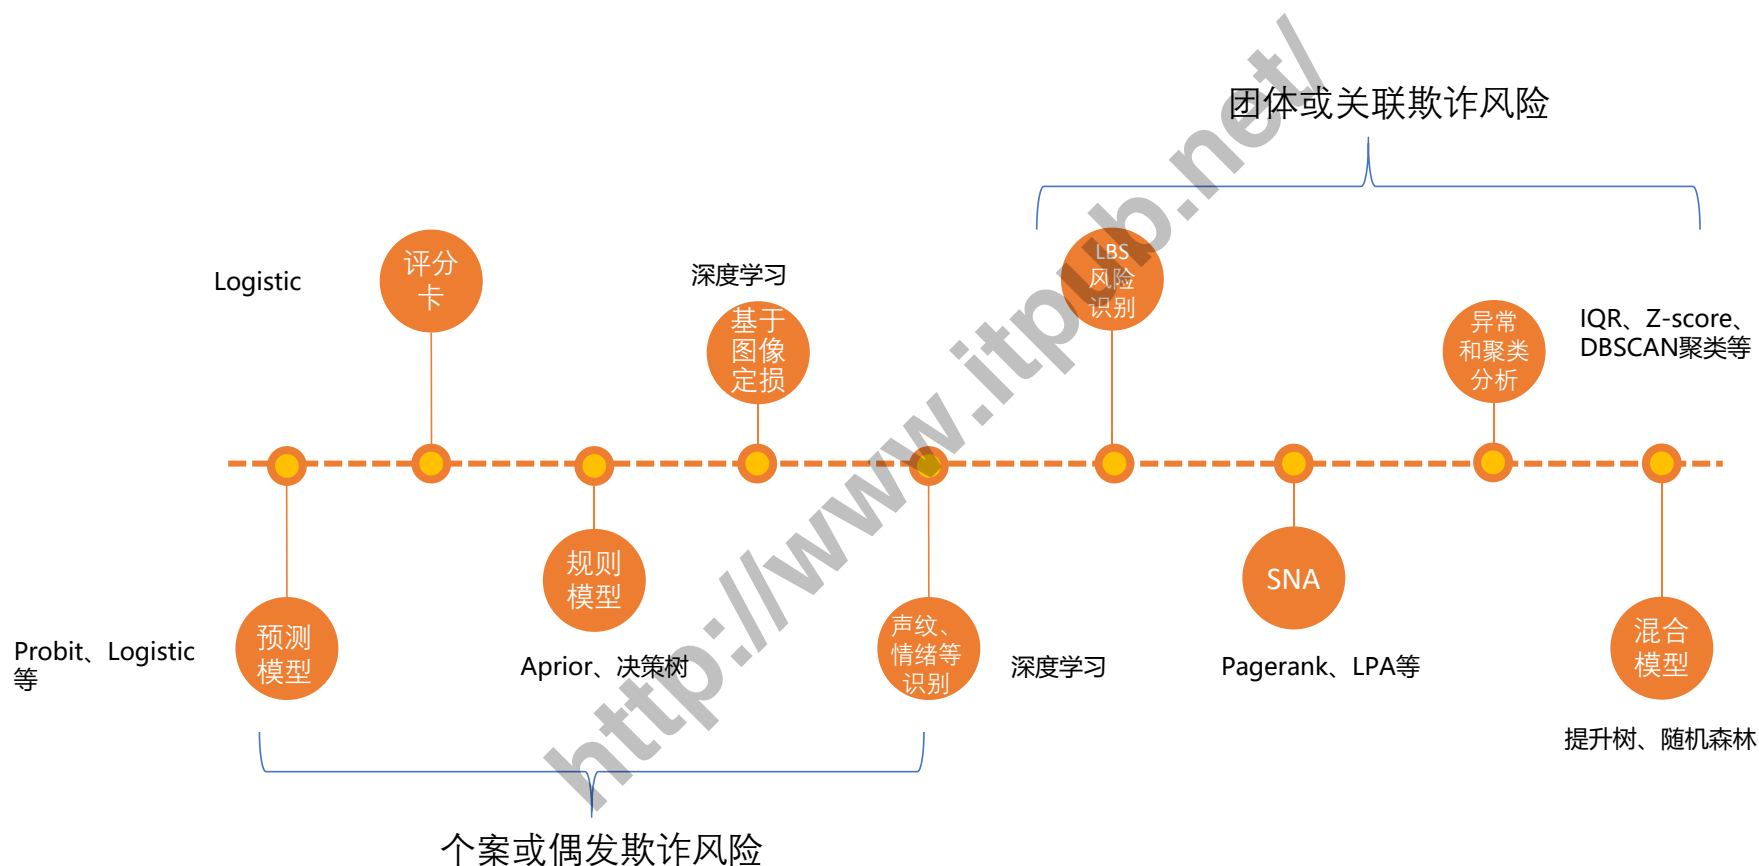 团体或关联欺诈风险
Logistic
评分
卡
深度学习
基于
图像
定损
LBS
风险
识别
异常
和聚类
分析
IQR、Z-score、
DBSCAN聚类等
Probit、Logistic
等
预测
模型
规则
模型
Aprior、决策树
声纹、
情绪等
识别
深度学习
SNA
Pagerank、LPA等
混合
模型
提升树、随机森林
个案或偶发欺诈风险
http://www.itpub.net/